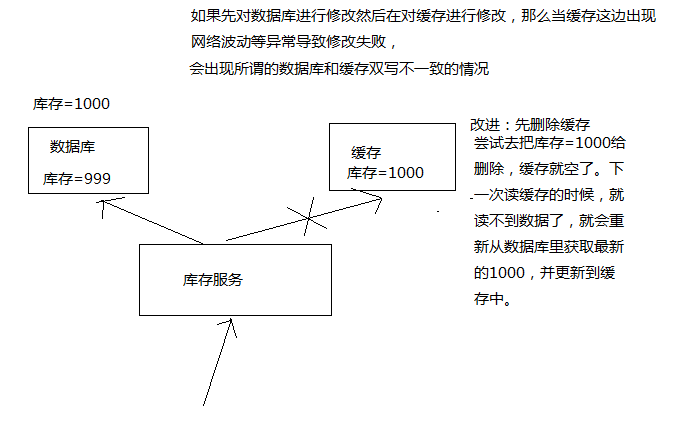 如果先对数据库进行修改然后在对缓存进行修改，那么当缓存这边出现
网络波动等异常导致修改失败，
会出现所谓的数据库和缓存双写不一致的情况
库存=1000
数据库
库存=999
缓存
库存=1000
改进：先删除缓存
尝试去把库存=1000给
删除，缓存就空了。下
一次读缓存的时候，就
读不到数据了，就会重
新从数据库里获取最新
的1000，并更新到缓
存中。
库存服务